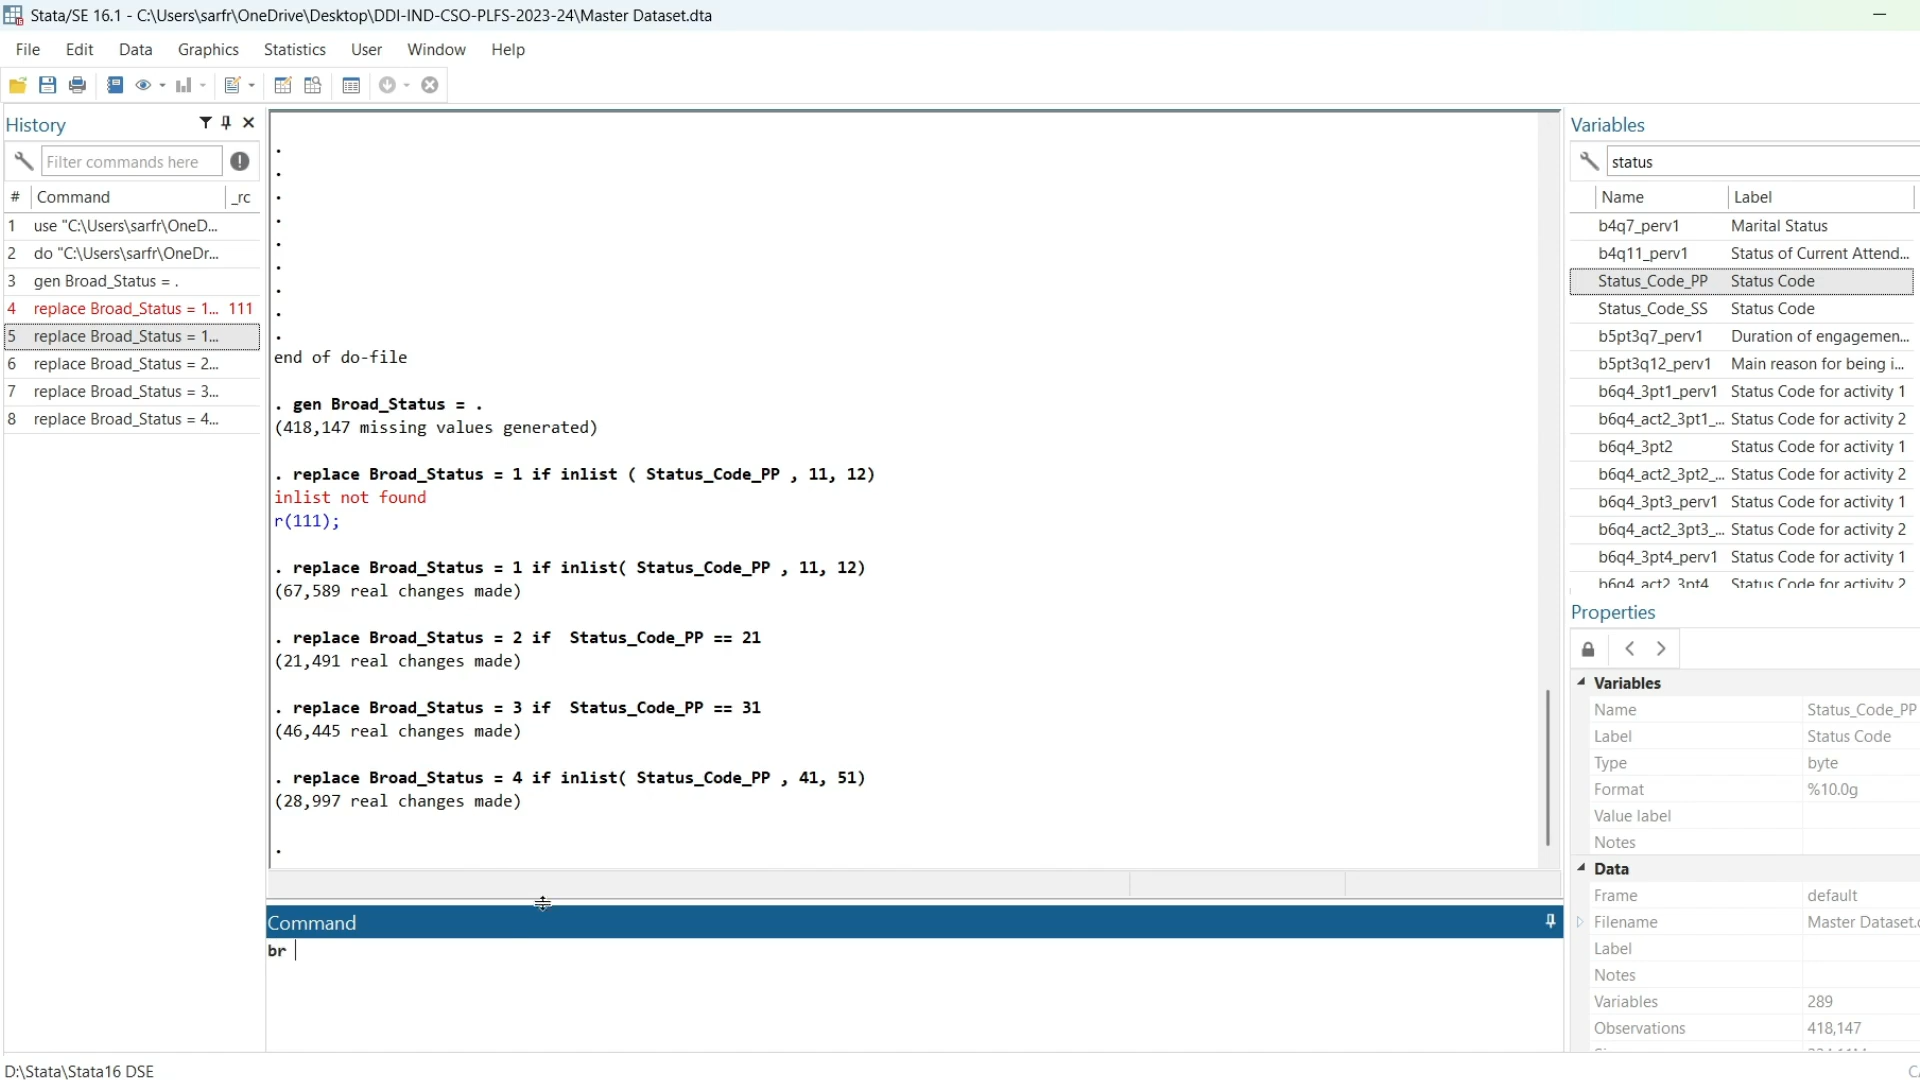 Stata/SE 16.1 - C:\Users\sarfr\OneDrive\Desktop\DDI-IND-CSO-PLFS-2023-24\Master Dataset.dta
File Edit Data Graphics Statistics User Window Help
History
Filter commands here
# Command _rc
1 use "C:\Users\sarfr\OneD...
2 do "C:\Users\sarfr\OneDr...
3 gen Broad_Status = .
4 replace Broad_Status = 1... 111
5 replace Broad_Status = 1...
6 replace Broad_Status = 2...
7 replace Broad_Status = 3...
8 replace Broad_Status = 4...
.
.
.
.
.
.
.
.
.
end of do-file
. gen Broad_Status = .
(418,147 missing values generated)
. replace Broad_Status = 1 if inlist ( Status_Code_PP , 11, 12)
inlist not found
r(111);
. replace Broad_Status = 1 if inlist( Status_Code_PP , 11, 12)
(67,589 real changes made)
. replace Broad_Status = 2 if  Status_Code_PP == 21
(21,491 real changes made)
. replace Broad_Status = 3 if  Status_Code_PP == 31
(46,445 real changes made)
. replace Broad_Status = 4 if inlist( Status_Code_PP , 41, 51)
(28,997 real changes made)
.
Command
br
Variables
status
Name Label
b4q7_perv1 Marital Status
b4q11_perv1 Status of Current Attend...
Status_Code_PP Status Code
Status_Code_SS Status Code
b5pt3q7_perv1 Duration of engagemen...
b5pt3q12_perv1 Main reason for being i...
b6q4_3pt1_perv1 Status Code for activity 1
b6q4_act2_3pt1_... Status Code for activity 2
b6q4_3pt2 Status Code for activity 1
b6q4_act2_3pt2_... Status Code for activity 2
b6q4_3pt3_perv1 Status Code for activity 1
b6q4_act2_3pt3_... Status Code for activity 2
b6q4_3pt4_perv1 Status Code for activity 1
b6q4_act2_3pt4 Status Code for activity 2
Properties
Variables
Name Status_Code_PP
Label Status Code
Type byte
Format %10.0g
Value label
Notes
Data
Frame default
Filename Master Dataset.
Label
Notes
Variables 289
Observations 418,147
D:\Stata\Stata16 DSE